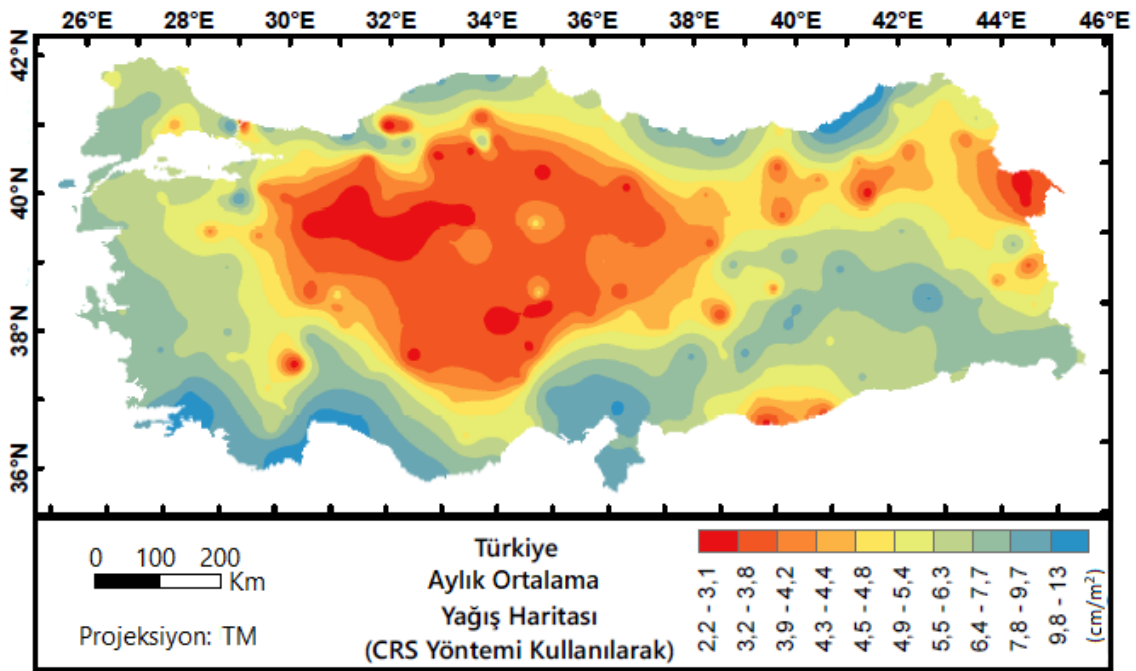 26°E 28°E 30°E 32°E 34°E 36°E 38°E 40°E 42°E 44°E 46°E
42°N
40°N
38°N
36°N
0 100 200
Km
Projeksiyon: TM
Türkiye
Aylık Ortalama
Yağış Haritası
(CRS Yöntemi Kullanılarak)
2,2 - 3,1
3,2 - 3,8
3,9 - 4,2
4,3 - 4,4
4,5 - 4,8
4,9 - 5,4
5,5 - 6,3
6,4 - 7,7
7,8 - 9,7
9,8 - 13
(cm/m²)